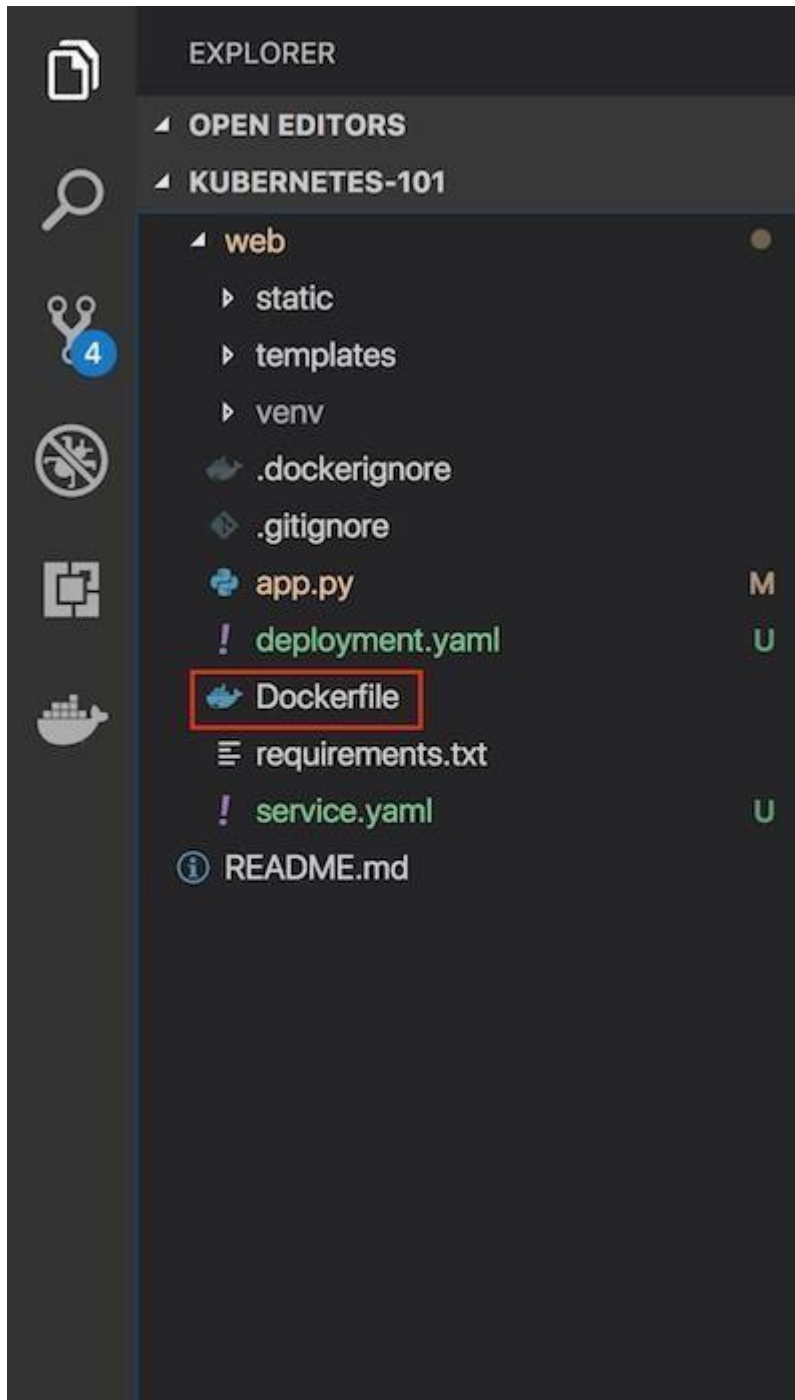 EXPLORER
OPEN EDITORS
KUBERNETES-101
web
static
templates
4
venv
.dockerignore
.gitignore
app.py M
deployment.yaml U
Dockerfile
requirements.txt
service.yaml U
README.md